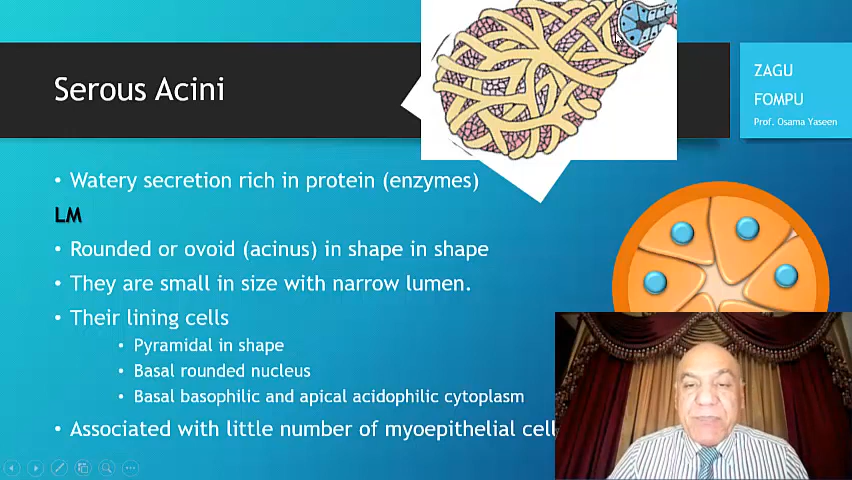 Serous Acini
ZAGU
FOMPU
Prof. Osama Yaseen
• Watery secretion rich in protein (enzymes)
LM
• Rounded or ovoid (acinus) in shape in shape
• They are small in size with narrow lumen.
• Their lining cells
• Pyramidal in shape
• Basal rounded nucleus
• Basal basophilic and apical acidophilic cytoplasm
• Associated with little number of myoepithelial cell